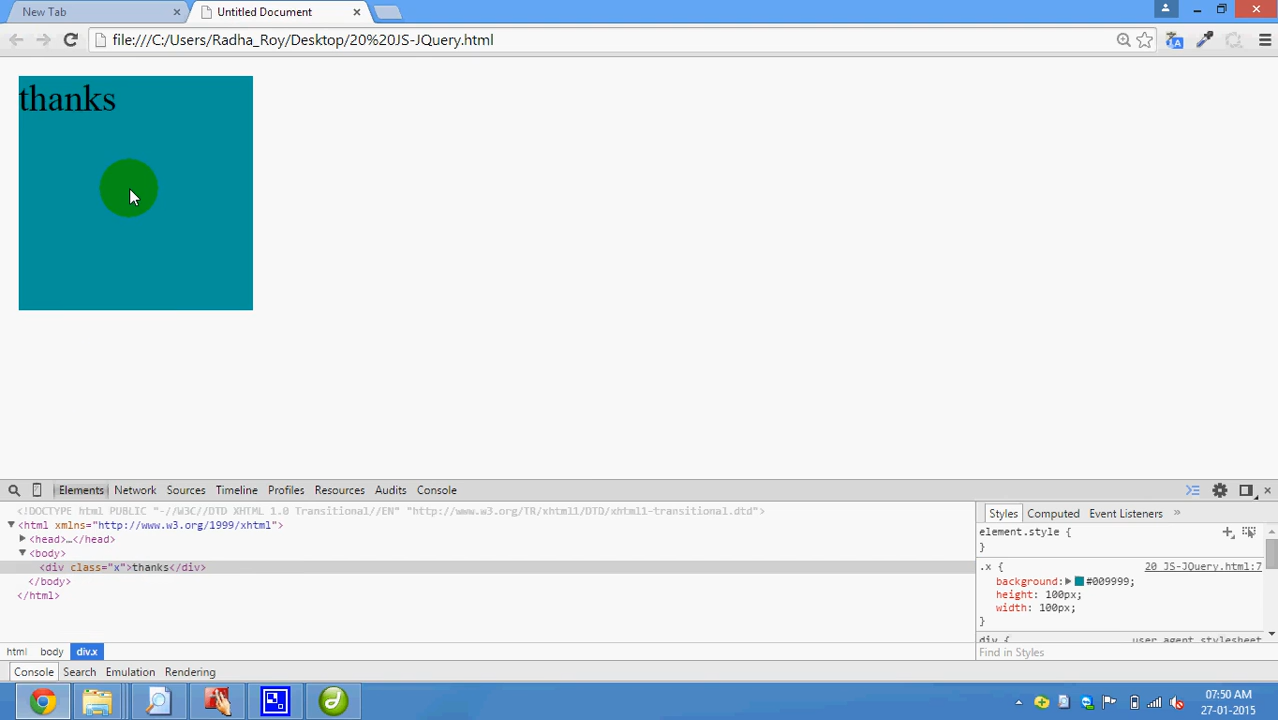 New Tab
Untitled Document
file:///C:/Users/Radha_Roy/Desktop/20%20JS-JQuery.html
thanks
Elements Network Sources Timeline Profiles Resources Audits Console
<!DOCTYPE html PUBLIC "-//W3C//DTD XHTML 1.0 Transitional//EN" "http://www.w3.org/TR/xhtml1/DTD/xhtml1-transitional.dtd">
<html xmlns="http://www.w3.org/1999/xhtml">
<head>…</head>
<body>
<div class="x">thanks</div>
</body>
</html>
Styles Computed Event Listeners »
element.style {
}
.x { 20 JS-JQuery.html:7
background: #009999;
height: 100px;
width: 100px;
}
div { user agent stylesheet
html body div.x
Find in Styles
Console Search Emulation Rendering
07:50 AM
27-01-2015